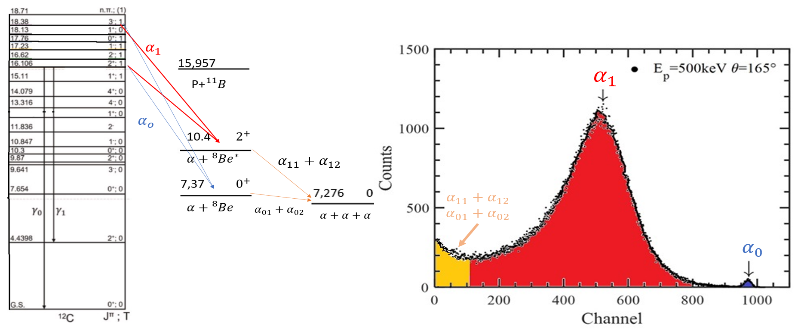 18.71 n.π.; (1)
18.38 3⁻; 1
18.13 1⁺; 0
17.76 0⁺; 1
17.23 1⁻; 1
16.62 2⁻; 1
16.106 2⁺; 1
15.11 1⁺; 1
14.079 4⁺; 0
13.316 4⁻; 0
1⁻; 0
11.836 2⁻
10.847 1⁻; 0
10.3 0⁺; 0
9.87 2⁺; 0
9.641 3⁻; 0
7.654 0⁺; 0
γ₀ γ₁
4.4398 2⁺; 0
G.S. 0⁺; 0
¹²C Jπ; T
α₁
αₒ
15,957
P+¹¹B
10.4 2⁺
α + ⁸Be*
α₁₁ + α₁₂
7,37 0⁺
α + ⁸Be
α₀₁ + α₀₂
7,276 0
α + α + α
1500
1000
500
0
Counts
0 200 400 600 800 1000
Channel
● Eₚ=500keV θ=165°
α₁
α₁₁ + α₁₂
α₀₁ + α₀₂
α₀